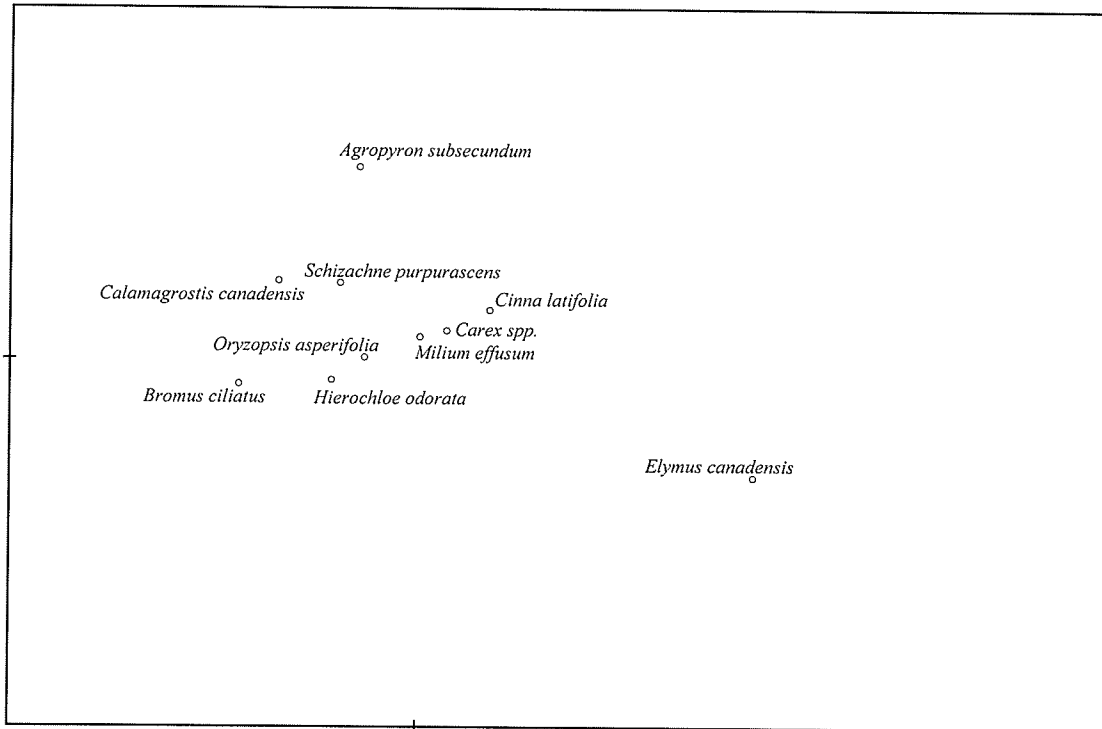 Agropyron subsecundum
Schizachne purpurascens
Calamagrostis canadensis
Cinna latifolia
Carex spp.
Oryzopsis asperifolia
Milium effusum
Bromus ciliatus
Hierochloe odorata
Elymus canadensis